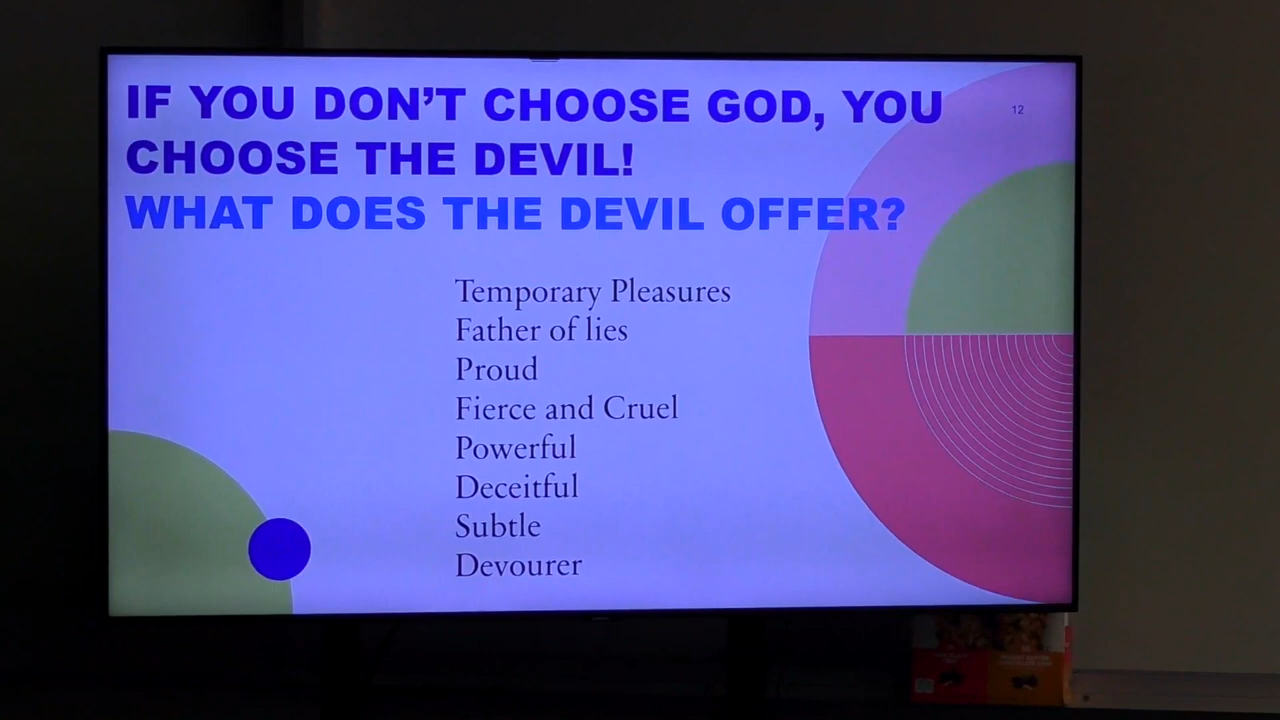 IF YOU DON'T CHOOSE GOD, YOU
CHOOSE THE DEVIL!
WHAT DOES THE DEVIL OFFER?
12
Temporary Pleasures
Father of lies
Proud
Fierce and Cruel
Powerful
Deceitful
Subtle
Devourer